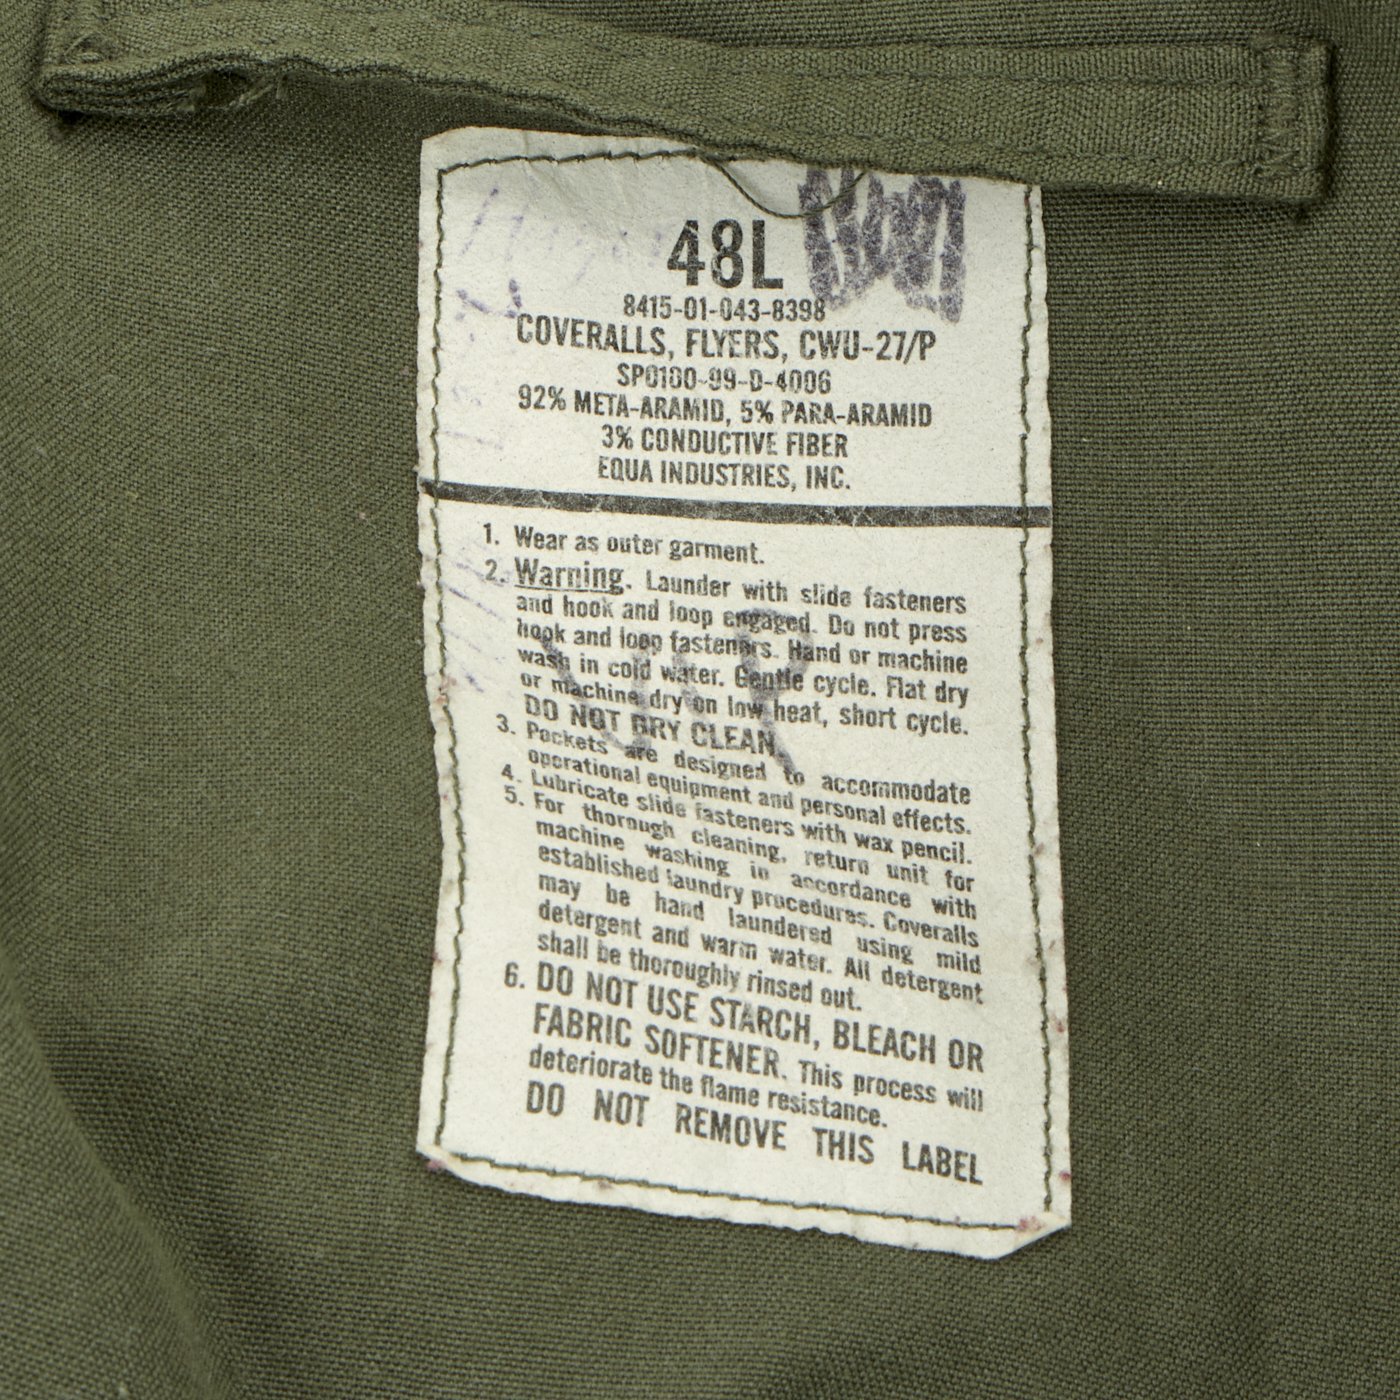 48L
8415-01-043-8398
COVERALLS, FLYERS, CWU-27/P
SP0100-99-D-4006
92% META-ARAMID, 5% PARA-ARAMID
3% CONDUCTIVE FIBER
EQUA INDUSTRIES, INC.
1. Wear as outer garment.
2. Warning. Launder with slide fasteners
and hook and loop engaged. Do not press
hook and loop fasteners. Hand or machine
wash in cold water. Gentle cycle. Flat dry
or machine dry on low heat, short cycle.
DO NOT DRY CLEAN.
3. Pockets are designed to accommodate
operational equipment and personal effects.
4. Lubricate slide fasteners with wax pencil.
5. For thorough cleaning, return unit for
machine washing in accordance with
established laundry procedures. Coveralls
may be hand laundered using mild
detergent and warm water. All detergent
shall be thoroughly rinsed out.
6. DO NOT USE STARCH, BLEACH OR
FABRIC SOFTENER. This process will
deteriorate the flame resistance.
DO NOT REMOVE THIS LABEL